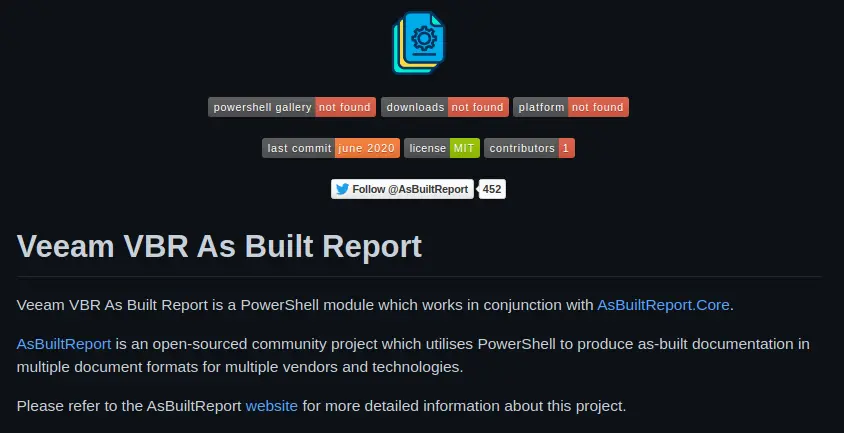 powershell gallery not found downloads not found platform not found
last commit june 2020 license MIT contributors 1
Follow @AsBuiltReport 452
Veeam VBR As Built Report
Veeam VBR As Built Report is a PowerShell module which works in conjunction with AsBuiltReport.Core.
AsBuiltReport is an open-sourced community project which utilises PowerShell to produce as-built documentation in
multiple document formats for multiple vendors and technologies.
Please refer to the AsBuiltReport website for more detailed information about this project.